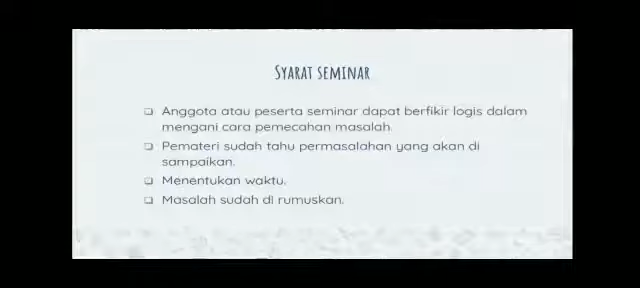 SYARAT SEMINAR
❑ Anggota atau peserta seminar dapat berfikir logis dalam
mengani cara pemecahan masalah.
❑ Pemateri sudah tahu permasalahan yang akan di
sampaikan.
❑ Menentukan waktu.
❑ Masalah sudah di rumuskan.